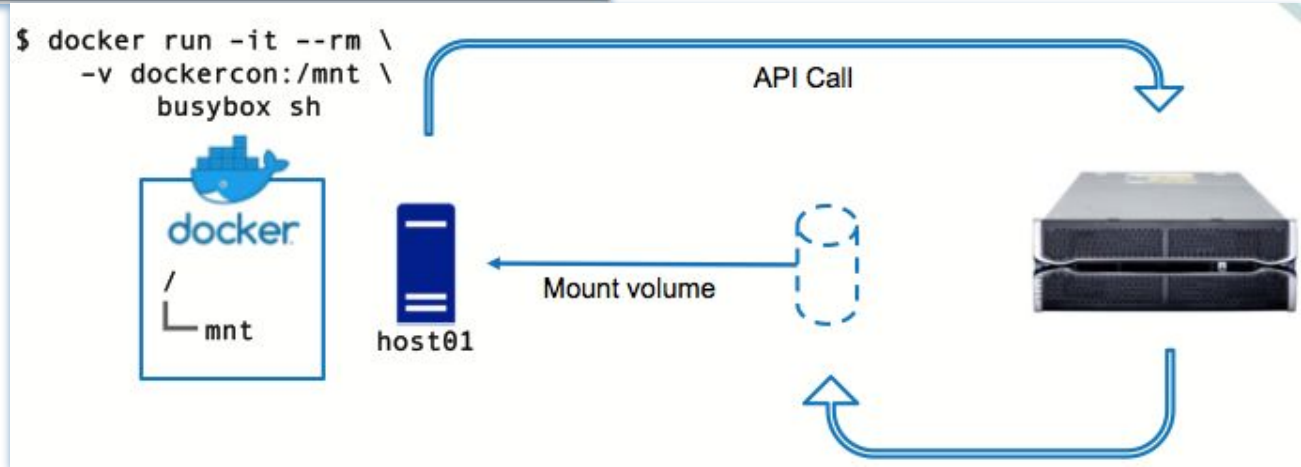 $ docker run -it --rm \
-v dockercon:/mnt \
busybox sh
API Call
docker
/
mnt
Mount volume
host01